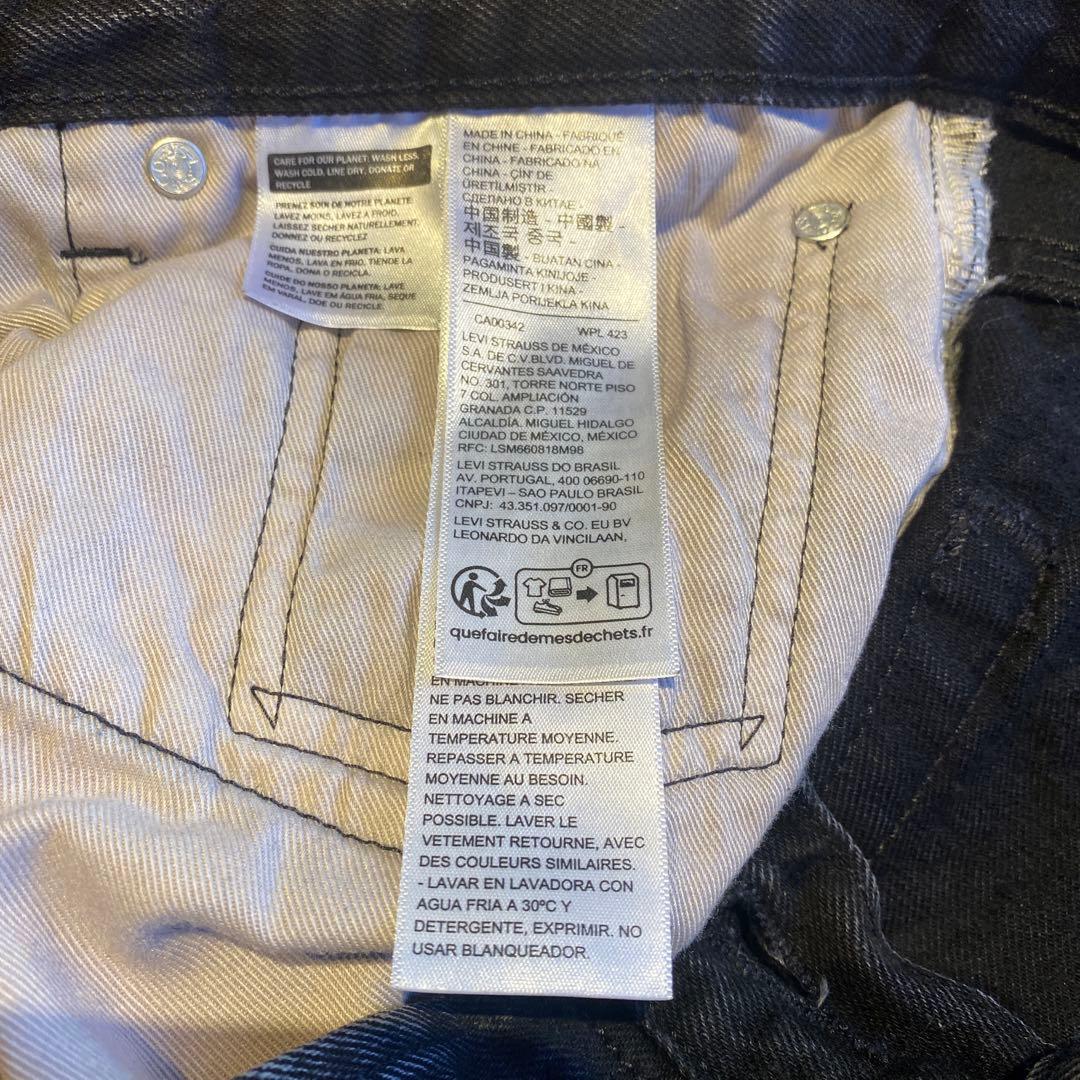 CARE FOR OUR PLANET: WASH LESS,
WASH COLD, LINE DRY, DONATE OR
RECYCLE
PRENEZ SOIN DE NOTRE PLANETE
LAVEZ MOINS, LAVEZ A FROID,
LAISSEZ SECHER NATURELLEMENT.
DONNEZ OU RECYCLEZ
CUIDA NUESTRO PLANETA: LAVA
MENOS, LAVA EN FRIO, TIENDE LA
ROPA, DONA O RECICLA.
CUIDE DO NOSSO PLANETA: LAVE
MENOS, LAVE EM ÁGUA FRIA, SEQUE
EM VARAL, DOE OU RECICLE.
MADE IN CHINA - FABRIQUÉ
EN CHINE - FABRICADO EN
CHINA - FABRICADO NA
CHINA - ÇİN' DE
ÜRETİLMİŞTİR -
СДЕЛАНО В КИТАЕ -
中国制造 - 中國製 -
제조국 중국 -
中国製 - BUATAN CINA -
PAGAMINTA KINIJOJE -
PRODUSERT I KINA -
ZEMLJA PORIJEKLA KINA
CA00342 WPL 423
LEVI STRAUSS DE MÉXICO
S.A. DE C.V.BLVD. MIGUEL DE
CERVANTES SAAVEDRA
NO. 301, TORRE NORTE PISO
7 COL. AMPLIACIÓN
GRANADA C.P. 11529
ALCALDÍA. MIGUEL HIDALGO
CIUDAD DE MÉXICO, MÉXICO
RFC: LSM660818M98
LEVI STRAUSS DO BRASIL
AV. PORTUGAL, 400 06690-110
ITAPEVI – SAO PAULO BRASIL
CNPJ: 43.351.097/0001-90
LEVI STRAUSS & CO. EU BV
LEONARDO DA VINCILAAN,
FR
quefairedemesdechets.fr
EN MACHINE
NE PAS BLANCHIR. SECHER
EN MACHINE A
TEMPERATURE MOYENNE.
REPASSER A TEMPERATURE
MOYENNE AU BESOIN.
NETTOYAGE A SEC
POSSIBLE. LAVER LE
VETEMENT RETOURNE, AVEC
DES COULEURS SIMILAIRES.
- LAVAR EN LAVADORA CON
AGUA FRIA A 30ºC Y
DETERGENTE, EXPRIMIR. NO
USAR BLANQUEADOR.